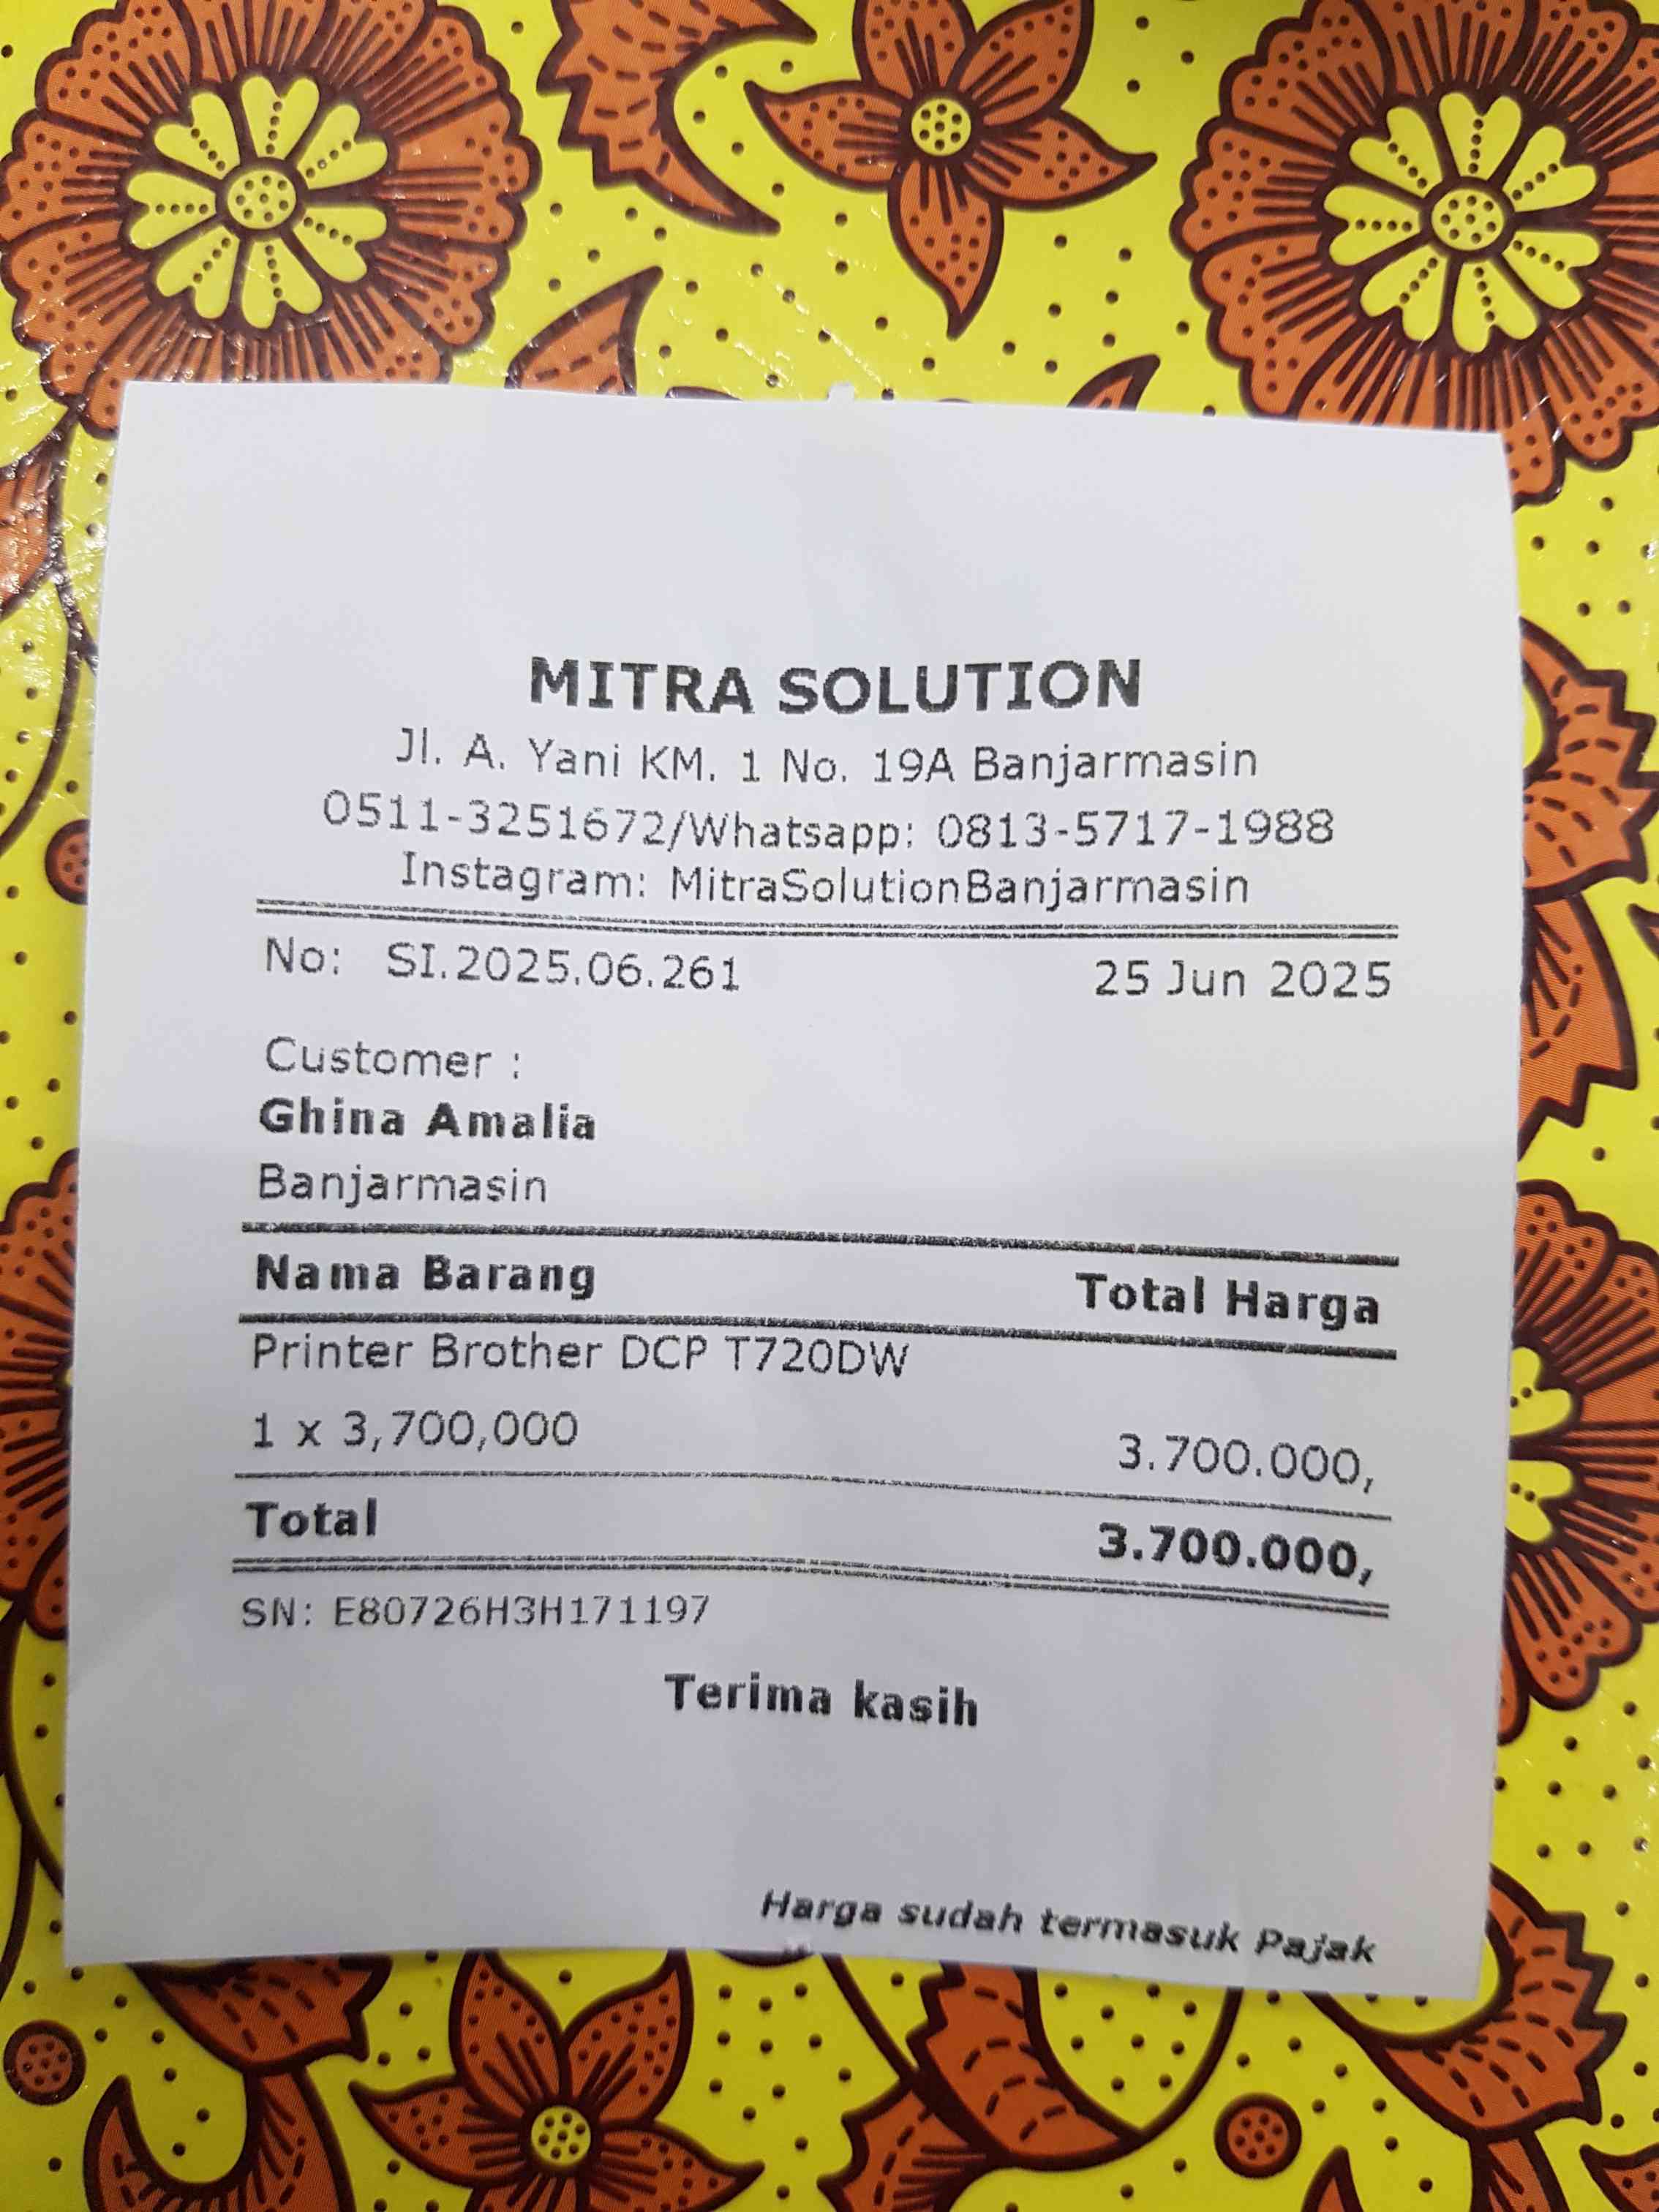 MITRA SOLUTION
Jl. A. Yani KM. 1 No. 19A Banjarmasin
0511-3251672/Whatsapp: 0813-5717-1988
Instagram: MitraSolutionBanjarmasin
No: SI.2025.06.261 25 Jun 2025
Customer :
Ghina Amalia
Banjarmasin
Nama Barang Total Harga
Printer Brother DCP T720DW
1 x 3,700,000 3.700.000,
Total 3.700.000,
SN: E80726H3H171197
Terima kasih
Harga sudah termasuk Pajak